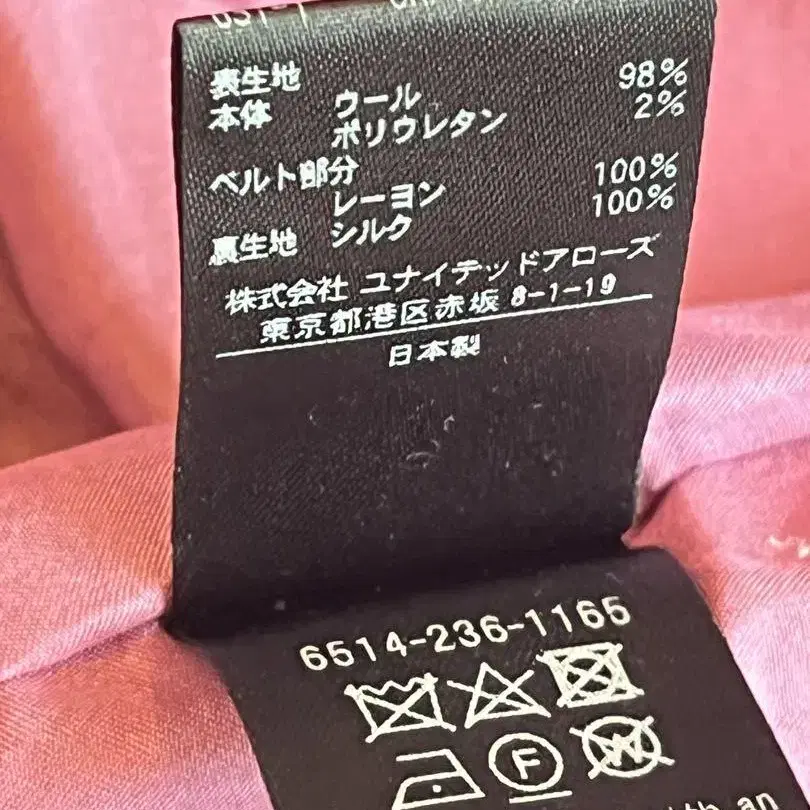 表生地 98%
本体 ウール 2%
ポリウレタン
ベルト部分 100%
レーヨン 100%
裏生地 シルク
株式会社 ユナイテッドアローズ
東京都港区赤坂 8-1-19
日本製
6514-236-1165
F
W